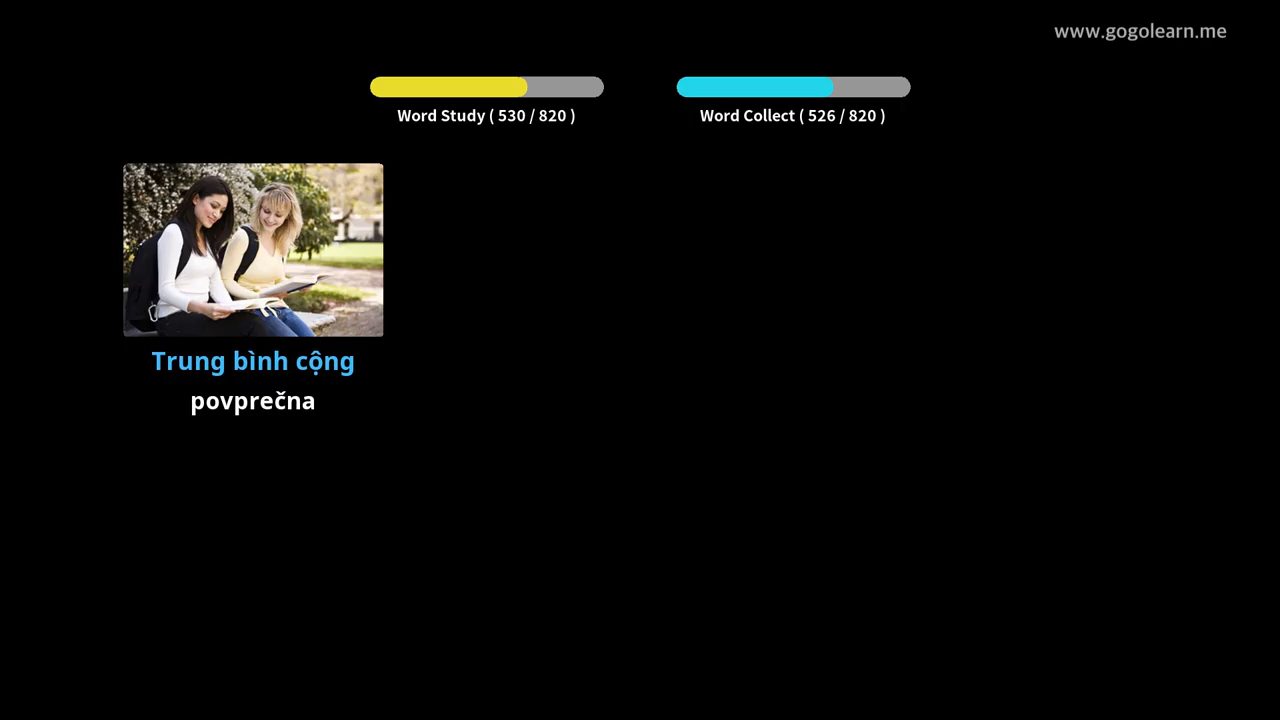 www.gogolearn.me
Word Study ( 530 / 820 )
Word Collect ( 526 / 820 )
Trung bình cộng
povprečna